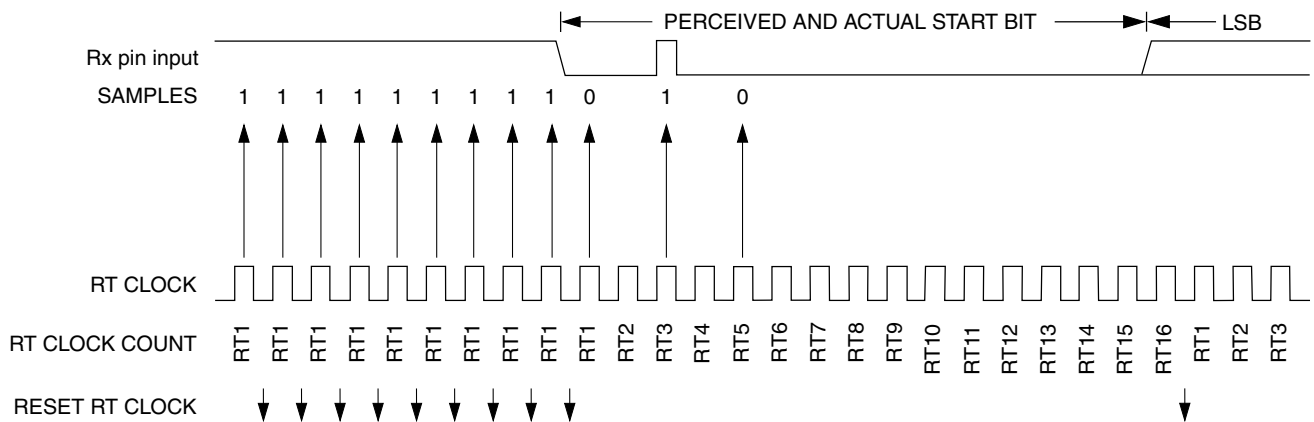 PERCEIVED AND ACTUAL START BIT LSB
Rx pin input
SAMPLES 1 1 1 1 1 1 1 1 1 0 1 0
RT CLOCK
RT CLOCK COUNT RT1 RT1 RT1 RT1 RT1 RT1 RT1 RT1 RT1 RT1 RT2 RT3 RT4 RT5 RT6 RT7 RT8 RT9 RT10 RT11 RT12 RT13 RT14 RT15 RT16 RT1 RT2 RT3
RESET RT CLOCK